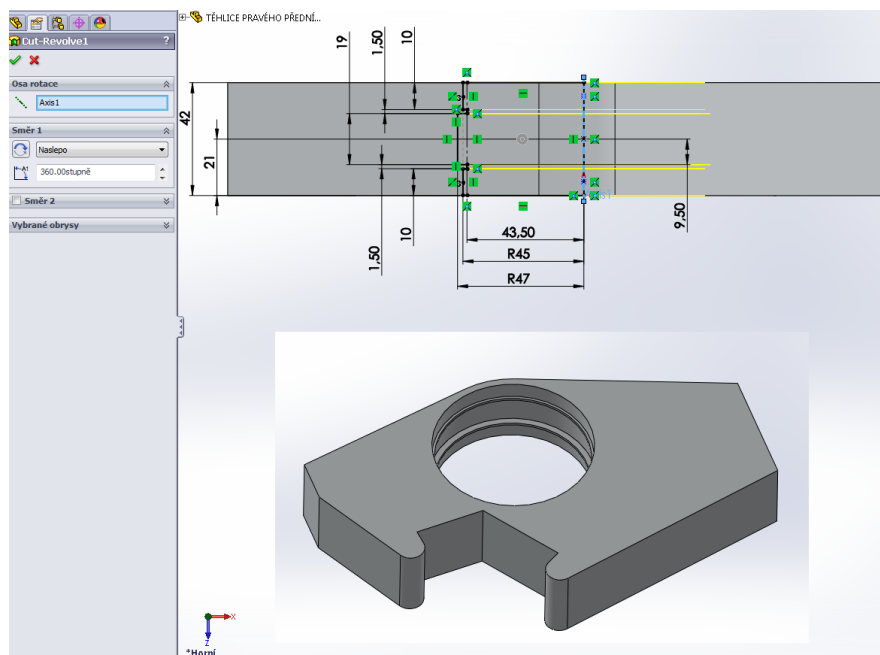 TĚHLICE PRAVÉHO PŘEDNÍ...
Cut-Revolve1
?
Osa rotace
Axis1
Směr 1
Naslepo
A1
360.00stupně
Směr 2
Vybrané obrysy
19
1,50
10
42
21
9,50
10
1,50
43,50
R45
R47
X
Z
*Horní